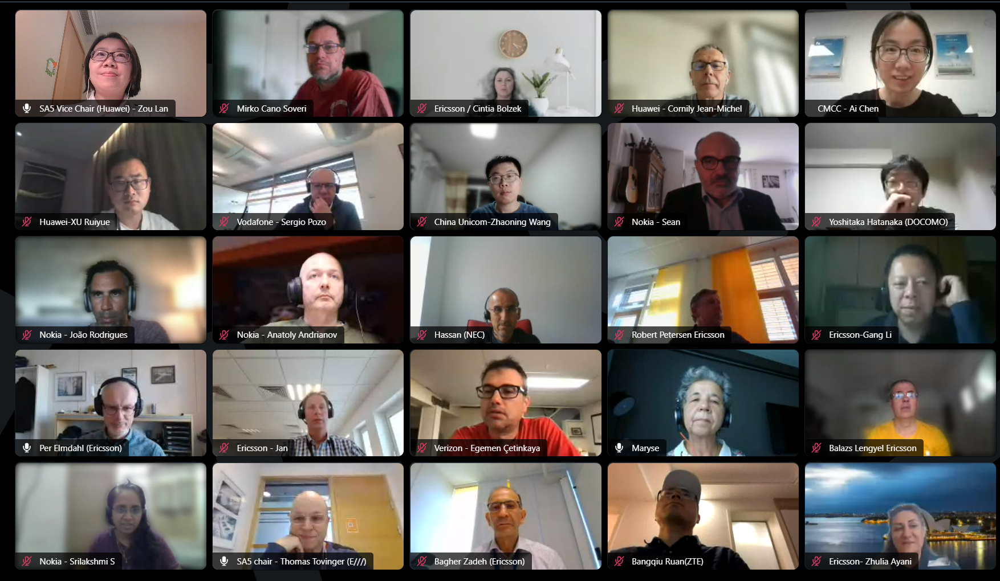 SA5 Vice Chair (Huawei) - Zou Lan
Mirko Cano Soveri
Ericsson / Cintia Bolzek
Huawei - Cornily Jean-Michel
CMCC - Ai Chen
Huawei-XU Ruiyue
Vodafone - Sergio Pozo
China Unicom-Zhaoning Wang
Nokia - Sean
Yoshitaka Hatanaka (DOCOMO)
Nokia - João Rodrigues
Nokia - Anatoly Andrianov
Hassan (NEC)
Robert Petersen Ericsson
Ericsson-Gang Li
Per Elmdahl (Ericsson)
Ericsson - Jan
Verizon - Egemen Çetinkaya
Maryse
Balazs Lengyel Ericsson
Nokia - Srilakshmi S
SA5 chair - Thomas Tovinger (E///)
Bagher Zadeh (Ericsson)
Bangqiu Ruan(ZTE)
Ericsson- Zhulia Ayani